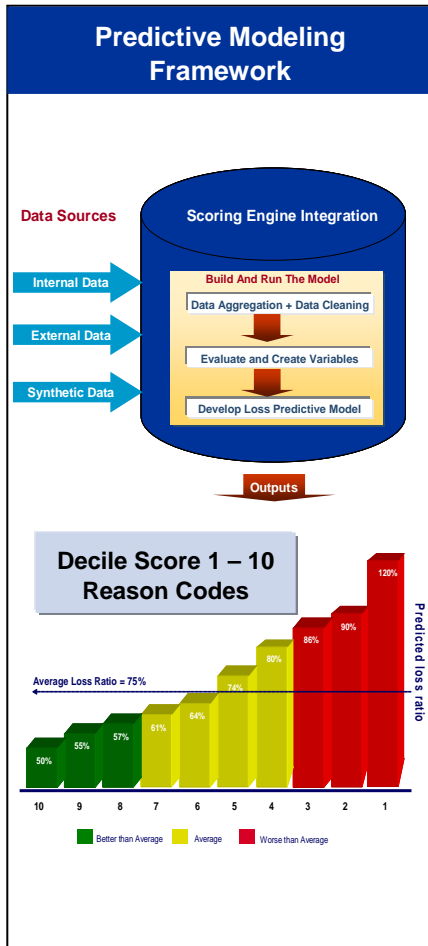 Predictive Modeling
Framework
Data Sources
Scoring Engine Integration
Internal Data
External Data
Synthetic Data
Build And Run The Model
Data Aggregation + Data Cleaning
Evaluate and Create Variables
Develop Loss Predictive Model
Outputs
Decile Score 1 – 10
Reason Codes
Average Loss Ratio = 75%
50%
55%
57%
61%
64%
74%
80%
86%
90%
120%
Predicted loss ratio
10 9 8 7 6 5 4 3 2 1
Better than Average Average Worse than Average